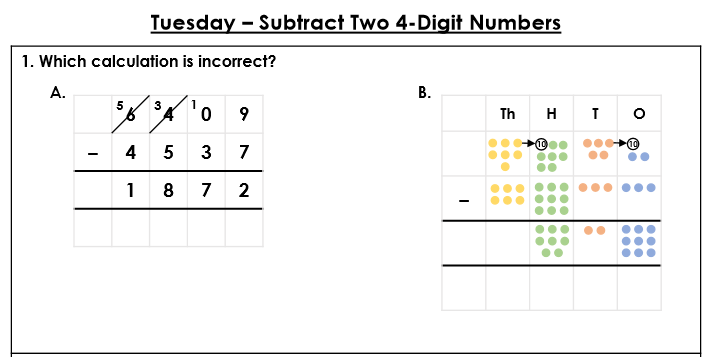 Tuesday – Subtract Two 4-Digit Numbers
1. Which calculation is incorrect?
A.
5 6 3 4 1 0 9
– 4 5 3 7
1 8 7 2
B.
Th H T O
10 10
–